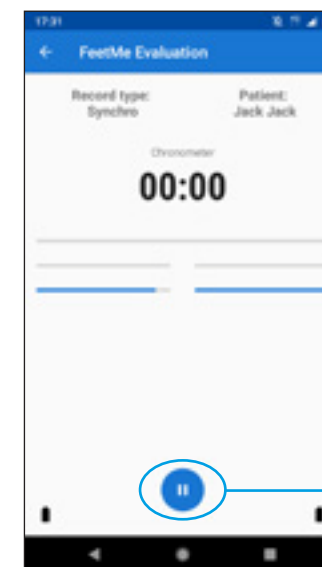 17:31
FeetMe Evaluation
Record type: Patient:
Synchro Jack Jack
Chronometer
00:00